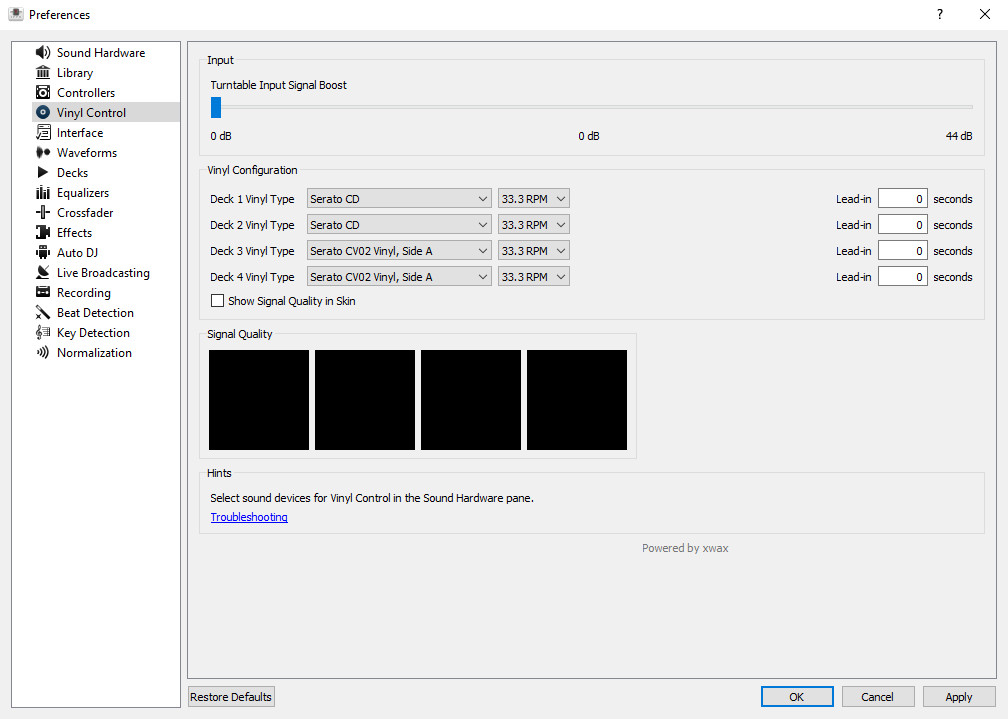 Preferences
?
Sound Hardware
Library
Controllers
Vinyl Control
Interface
Waveforms
Decks
Equalizers
Crossfader
Effects
Auto DJ
Live Broadcasting
Recording
Beat Detection
Key Detection
Normalization
Input
Turntable Input Signal Boost
0 dB 0 dB 44 dB
Vinyl Configuration
Deck 1 Vinyl Type Serato CD 33.3 RPM Lead-in 0 seconds
Deck 2 Vinyl Type Serato CD 33.3 RPM Lead-in 0 seconds
Deck 3 Vinyl Type Serato CV02 Vinyl, Side A 33.3 RPM Lead-in 0 seconds
Deck 4 Vinyl Type Serato CV02 Vinyl, Side A 33.3 RPM Lead-in 0 seconds
Show Signal Quality in Skin
Signal Quality
Hints
Select sound devices for Vinyl Control in the Sound Hardware pane.
Troubleshooting
Powered by xwax
Restore Defaults OK Cancel Apply